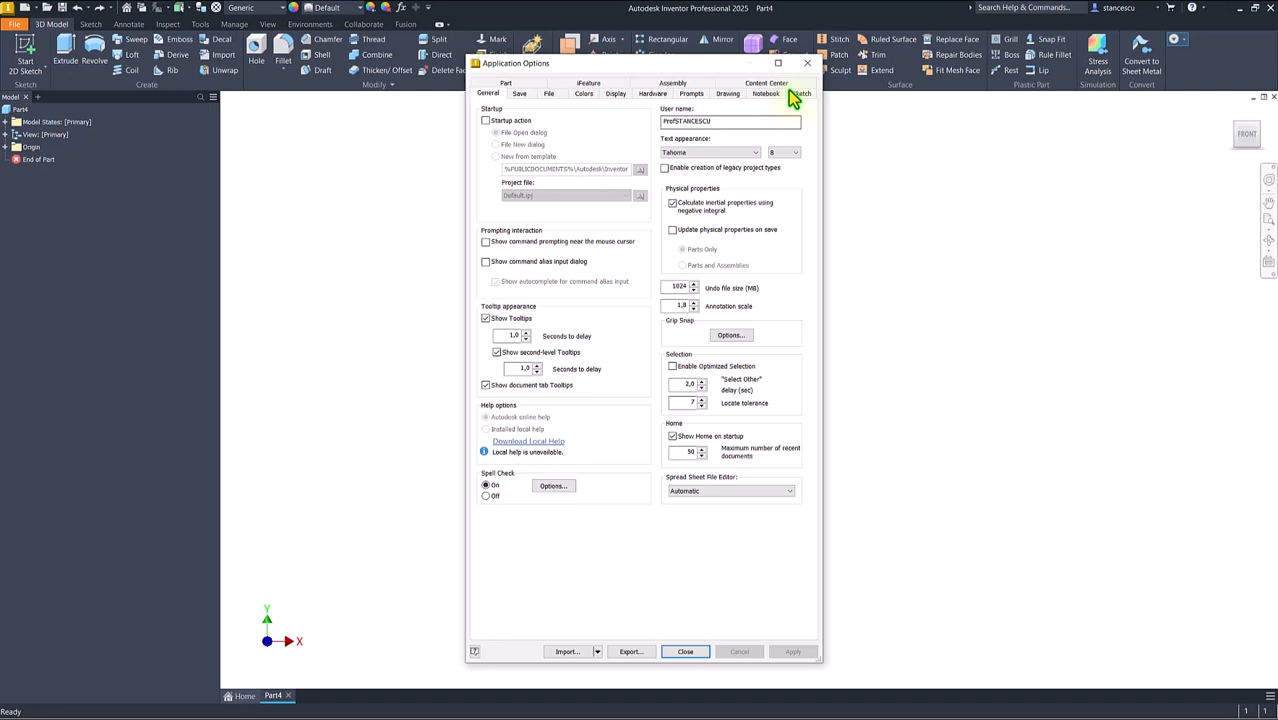 Generic
Default
Autodesk Inventor Professional 2025 Part4
Search Help & Commands...
stancescu
File
3D Model
Sketch
Annotate
Inspect
Tools
Manage
View
Environments
Collaborate
Fusion
Start
2D Sketch
Extrude
Revolve
Sweep
Loft
Coil
Emboss
Derive
Rib
Decal
Import
Unwrap
Hole
Fillet
Chamfer
Shell
Draft
Thread
Combine
Thicken/ Offset
Split
Direct
Delete Face
Mark
Axis
Rectangular
Mirror
Face
Stitch
Patch
Sculpt
Ruled Surface
Trim
Extend
Replace Face
Repair Bodies
Fit Mesh Face
Grill
Boss
Rest
Snap Fit
Rule Fillet
Lip
Stress
Analysis
Convert to
Sheet Metal
Sketch
Create
Modify
Surface
Plastic Part
Simulation
Convert
Model
Part4
Model States: [Primary]
View: [Primary]
Origin
End of Part
Application Options
Part
iFeature
Assembly
Content Center
General
Save
File
Colors
Display
Hardware
Prompts
Drawing
Notebook
Sketch
Startup
Startup action
File Open dialog
File New dialog
New from template
%PUBLICDOCUMENTS%\Autodesk\Inventor
Project file:
Default.ipj
Prompting interaction
Show command prompting near the mouse cursor
Show command alias input dialog
Show autocomplete for command alias input
Tooltip appearance
Show Tooltips
1,0 Seconds to delay
Show second-level Tooltips
1,0 Seconds to delay
Show document tab Tooltips
Help options
Autodesk online help
Installed local help
Download Local Help
Local help is unavailable.
Spell Check
On
Off
Options...
User name:
ProfSTANCESCU
Text appearance:
Tahoma 8
Enable creation of legacy project types
Physical properties
Calculate inertial properties using
negative integral
Update physical properties on save
Parts Only
Parts and Assemblies
1024 Undo file size (MB)
1,8 Annotation scale
Grip Snap
Options...
Selection
Enable Optimized Selection
2,0 "Select Other"
delay (sec)
7 Locate tolerance
Home
Show Home on startup
50 Maximum number of recent
documents
Spread Sheet File Editor:
Automatic
Import...
Export...
Close
Cancel
Apply
FRONT
Y
X
Home
Part4
Ready
1 1